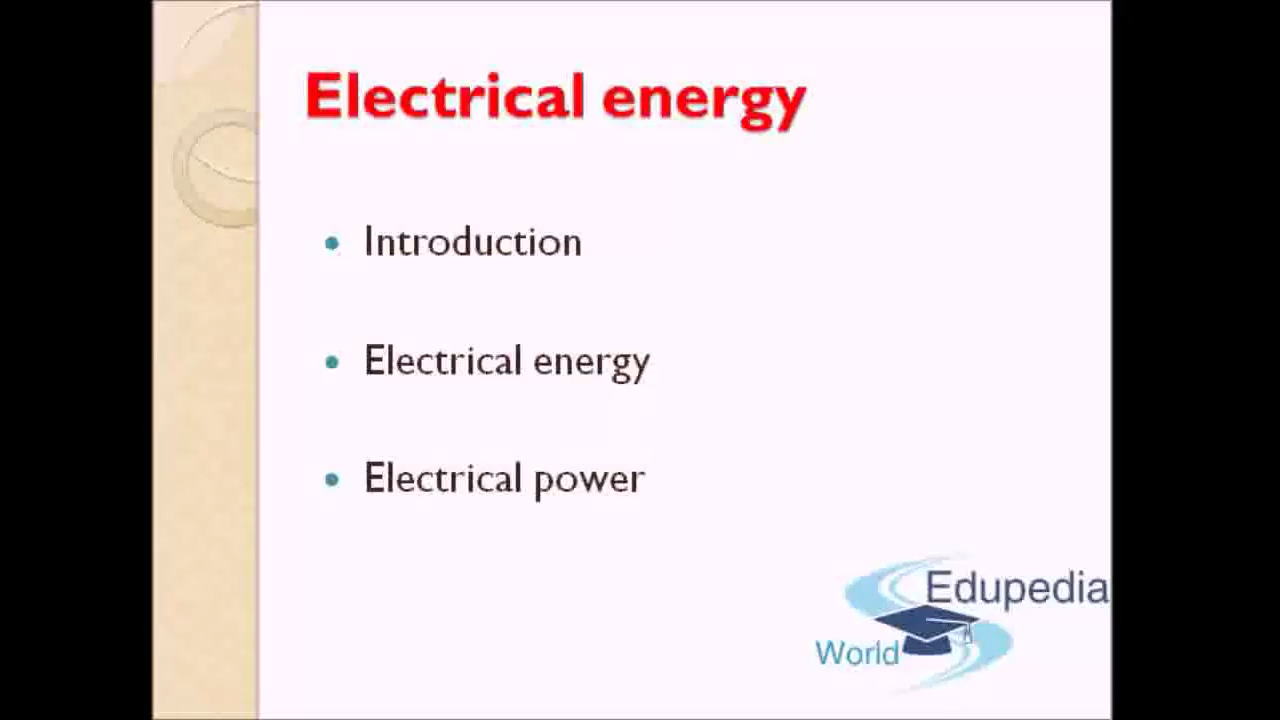 Electrical energy
• Introduction
• Electrical energy
• Electrical power
Edupedia
World